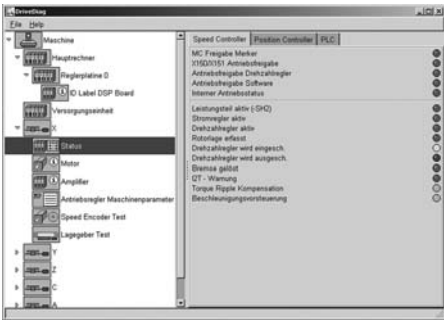 DriveDiag
File Help
Maschine
Hauptrechner
Reglerplatine 0
ID Label DSP Board
Versorgungseinheit
X
Status
Motor
Amplifier
Antriebsregler Maschinenparameter
Speed Encoder Test
Lagegeber Test
Y
Z
C
A
Speed Controller Position Controller PLC
MC Freigabe Merker
X150/X151 Antriebsfreigabe
Antriebsfreigabe Drehzahlregler
Antriebsfreigabe Software
Interner Antriebsstatus
Leistungsteil aktiv (-SH2)
Stromregler aktiv
Drehzahlregler aktiv
Rotorlage erfasst
Drehzahlregler wird eingesch.
Drehzahlregler wird ausgesch.
Bremse gelöst
I2T - Warnung
Torque Ripple Kompensation
Beschleunigungsvorsteuerung